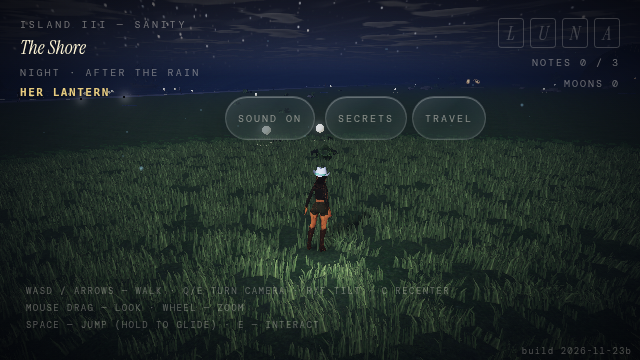 ISLAND III — SANITY
The Shore
NIGHT · AFTER THE RAIN
HER LANTERN
LUNA
NOTES 0 / 3
MOONS 0
SOUND ON
SECRETS
TRAVEL
WASD / ARROWS — WALK · Q/E TURN CAMERA · R/F TILT · C RECENTER
MOUSE DRAG — LOOK · WHEEL — ZOOM
SPACE — JUMP (HOLD TO GLIDE) · E — INTERACT
build 2026-11-23b